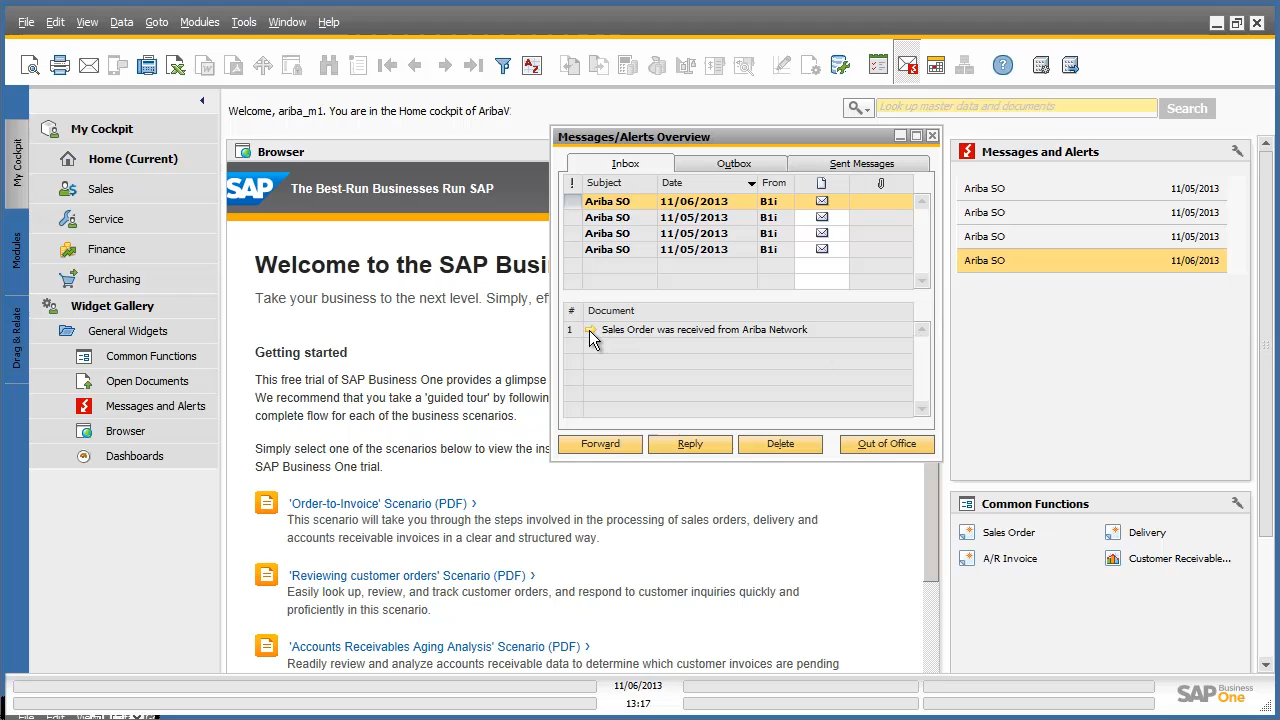 File Edit View Data Goto Modules Tools Window Help
Welcome, ariba_m1. You are in the Home cockpit of AribaV.
Look up master data and documents
Search
My Cockpit
Modules
Drag & Relate
My Cockpit
Home (Current)
Sales
Service
Finance
Purchasing
Widget Gallery
General Widgets
Common Functions
Open Documents
Messages and Alerts
Browser
Dashboards
Browser
SAP The Best-Run Businesses Run SAP
Welcome to the SAP Busi
Take your business to the next level. Simply, ef
Getting started
This free trial of SAP Business One provides a glimpse
We recommend that you take a 'guided tour' by following
complete flow for each of the business scenarios.
Simply select one of the scenarios below to view the ins
SAP Business One trial.
'Order-to-Invoice' Scenario (PDF) ›
This scenario will take you through the steps involved in the processing of sales orders, delivery and
accounts receivable invoices in a clear and structured way.
'Reviewing customer orders' Scenario (PDF) ›
Easily look up, review, and track customer orders, and respond to customer inquiries quickly and
proficiently in this scenario.
'Accounts Receivables Aging Analysis' Scenario (PDF) ›
Readily review and analyze accounts receivable data to determine which customer invoices are pending
Messages/Alerts Overview
Inbox Outbox Sent Messages
! Subject Date From
Ariba SO 11/06/2013 B1i
Ariba SO 11/05/2013 B1i
Ariba SO 11/05/2013 B1i
Ariba SO 11/05/2013 B1i
# Document
1 Sales Order was received from Ariba Network
Forward Reply Delete Out of Office
Messages and Alerts
Ariba SO 11/05/2013
Ariba SO 11/05/2013
Ariba SO 11/05/2013
Ariba SO 11/06/2013
Common Functions
Sales Order Delivery
A/R Invoice Customer Receivable...
11/06/2013
13:17
SAP Business One
File Edit